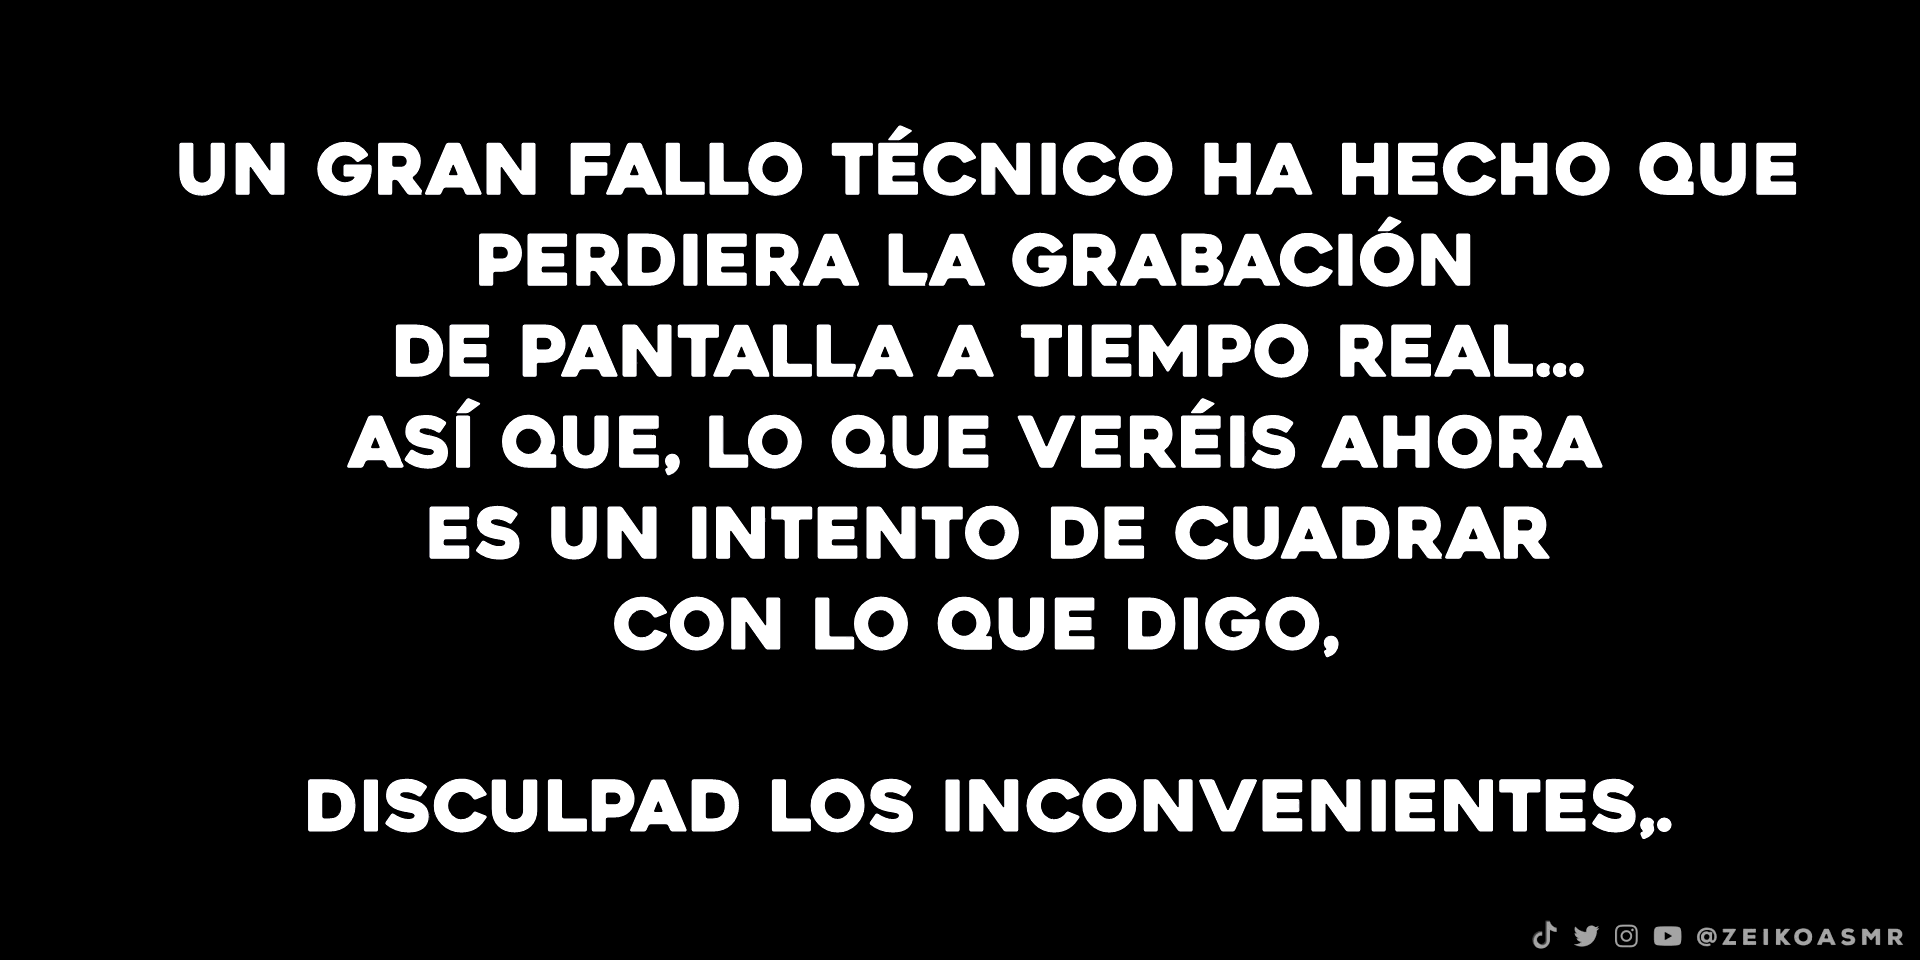 UN GRAN FALLO TÉCNICO HA HECHO QUE
PERDIERA LA GRABACIÓN
DE PANTALLA A TIEMPO REAL...
ASÍ QUE, LO QUE VERÉIS AHORA
ES UN INTENTO DE CUADRAR
CON LO QUE DIGO,
DISCULPAD LOS INCONVENIENTES,.
@ZEIKOASMR